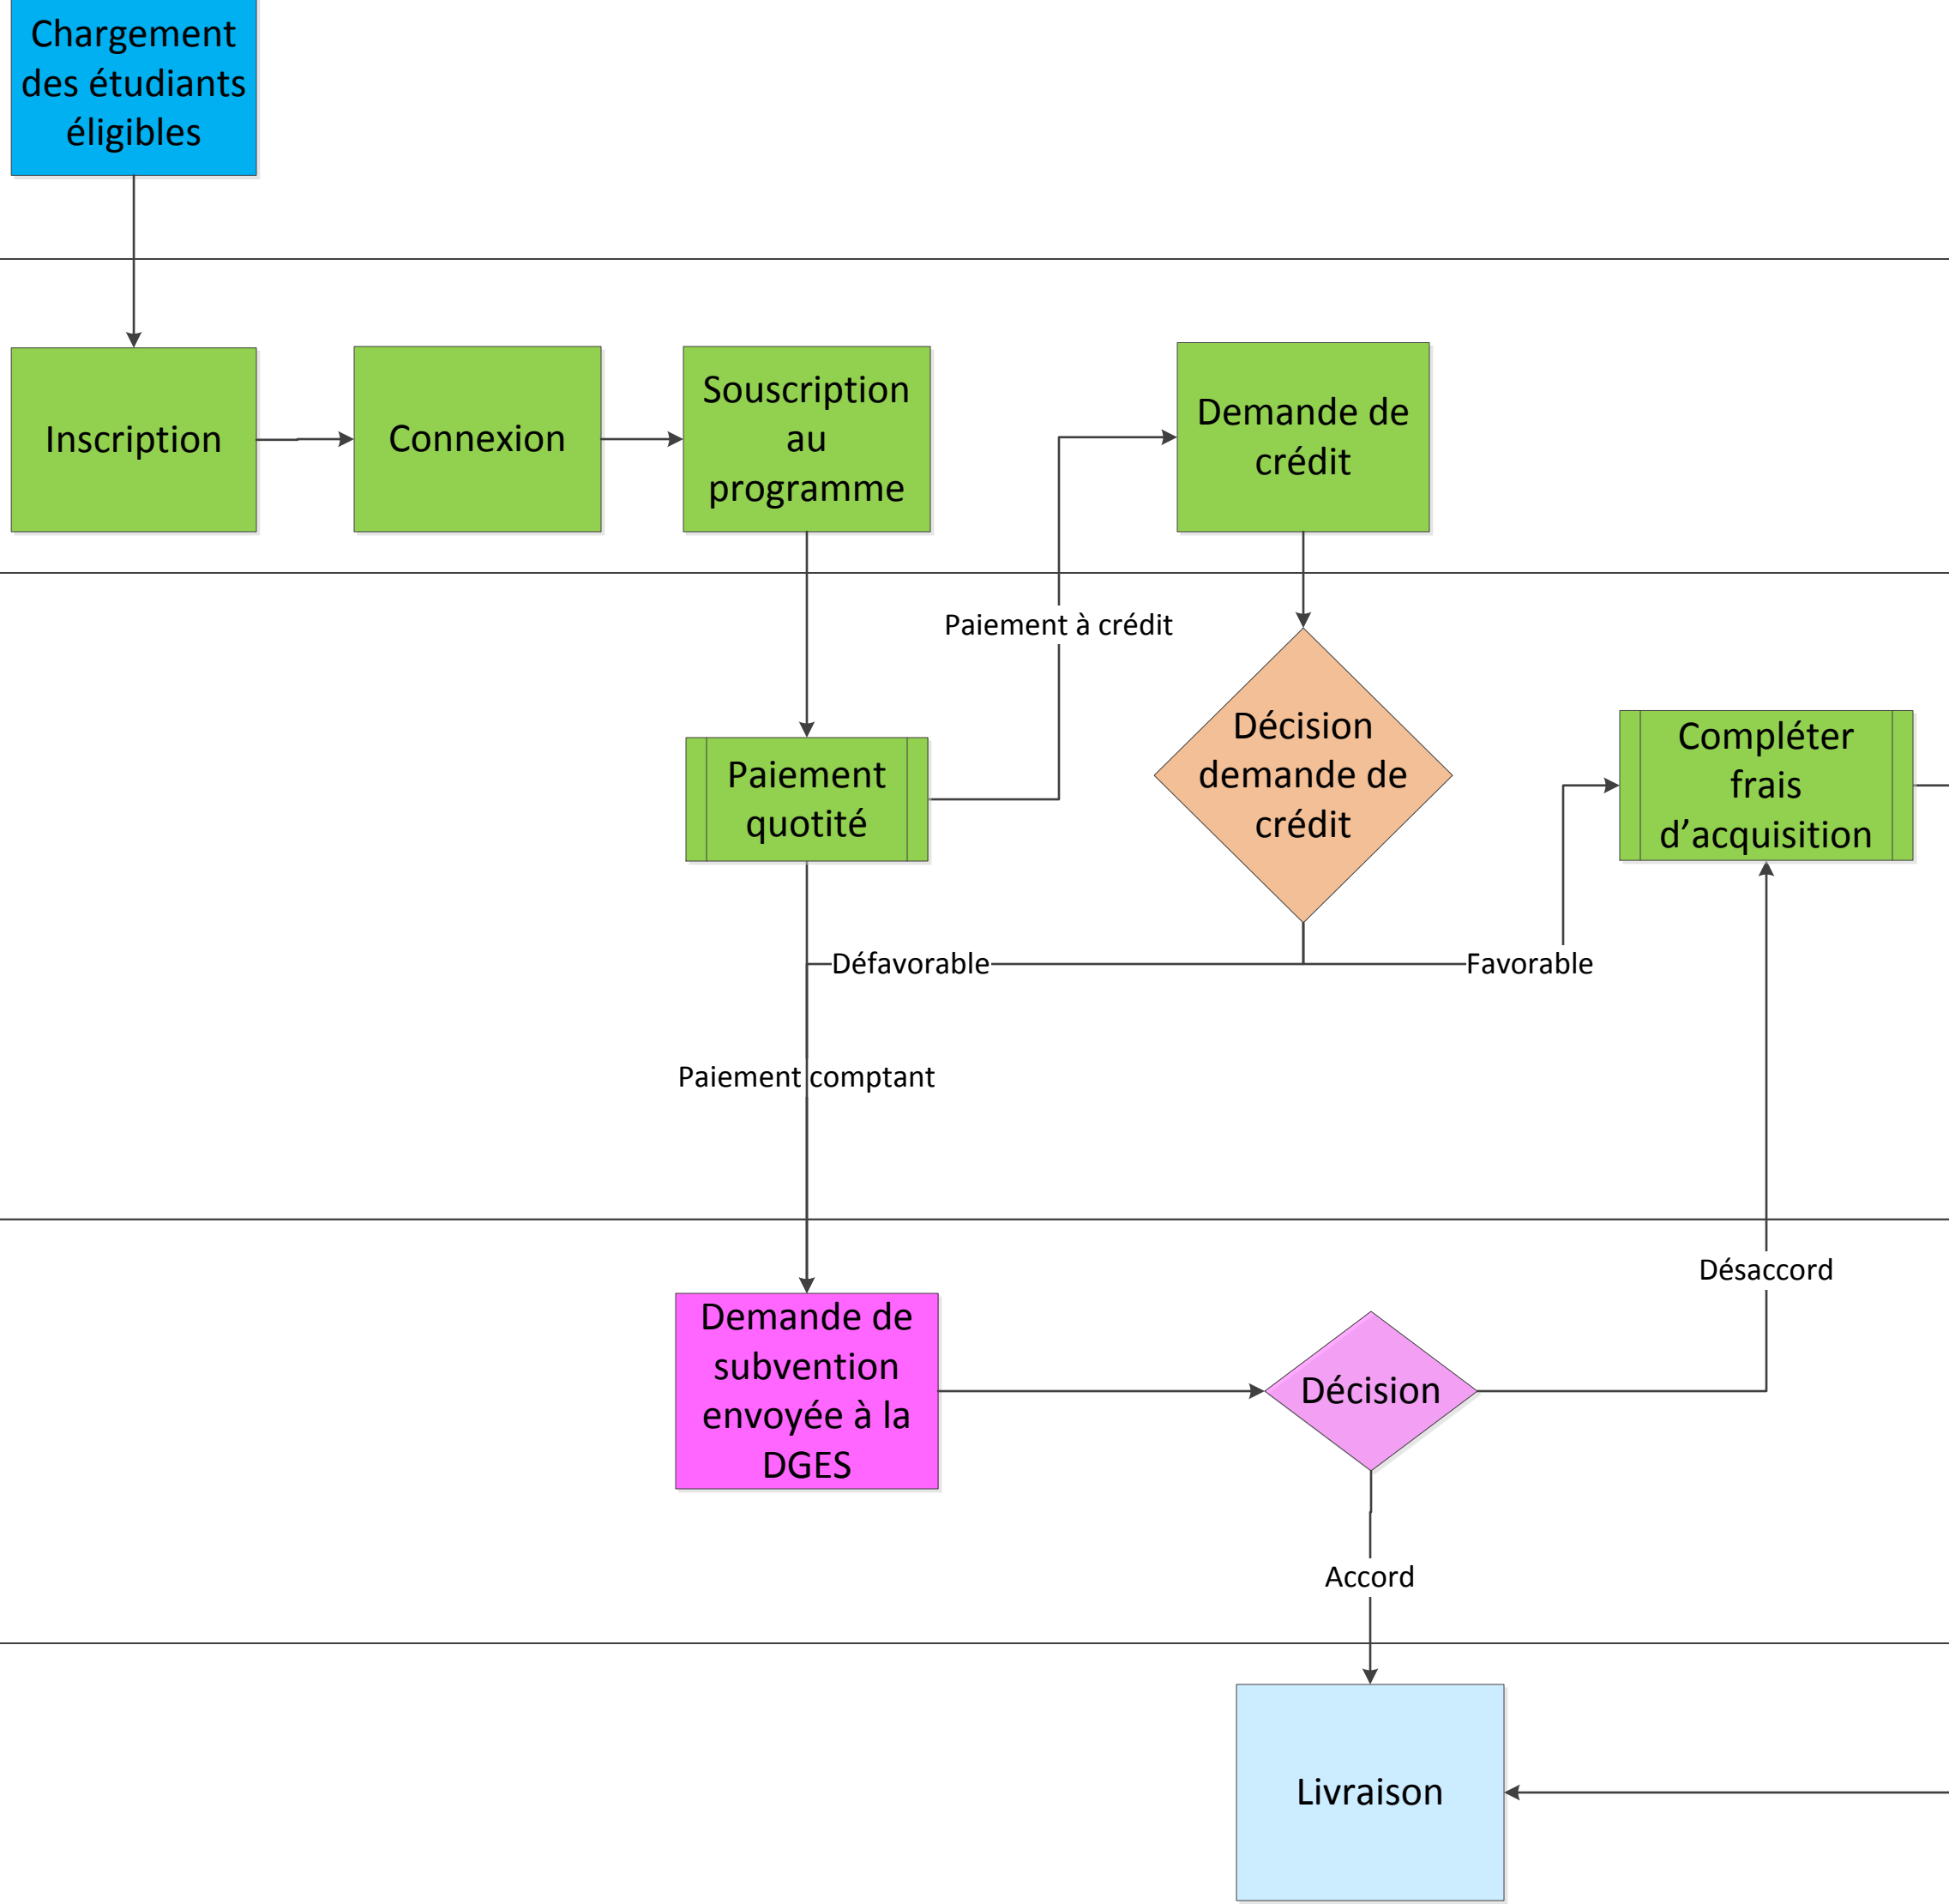 Chargement
des étudiants
éligibles
Inscription
Connexion
Souscription
au
programme
Demande de
crédit
Paiement à crédit
Paiement
quotité
Décision
demande de
crédit
Compléter
frais
d’acquisition
Défavorable
Favorable
Paiement comptant
Désaccord
Demande de
subvention
envoyée à la
DGES
Décision
Accord
Livraison